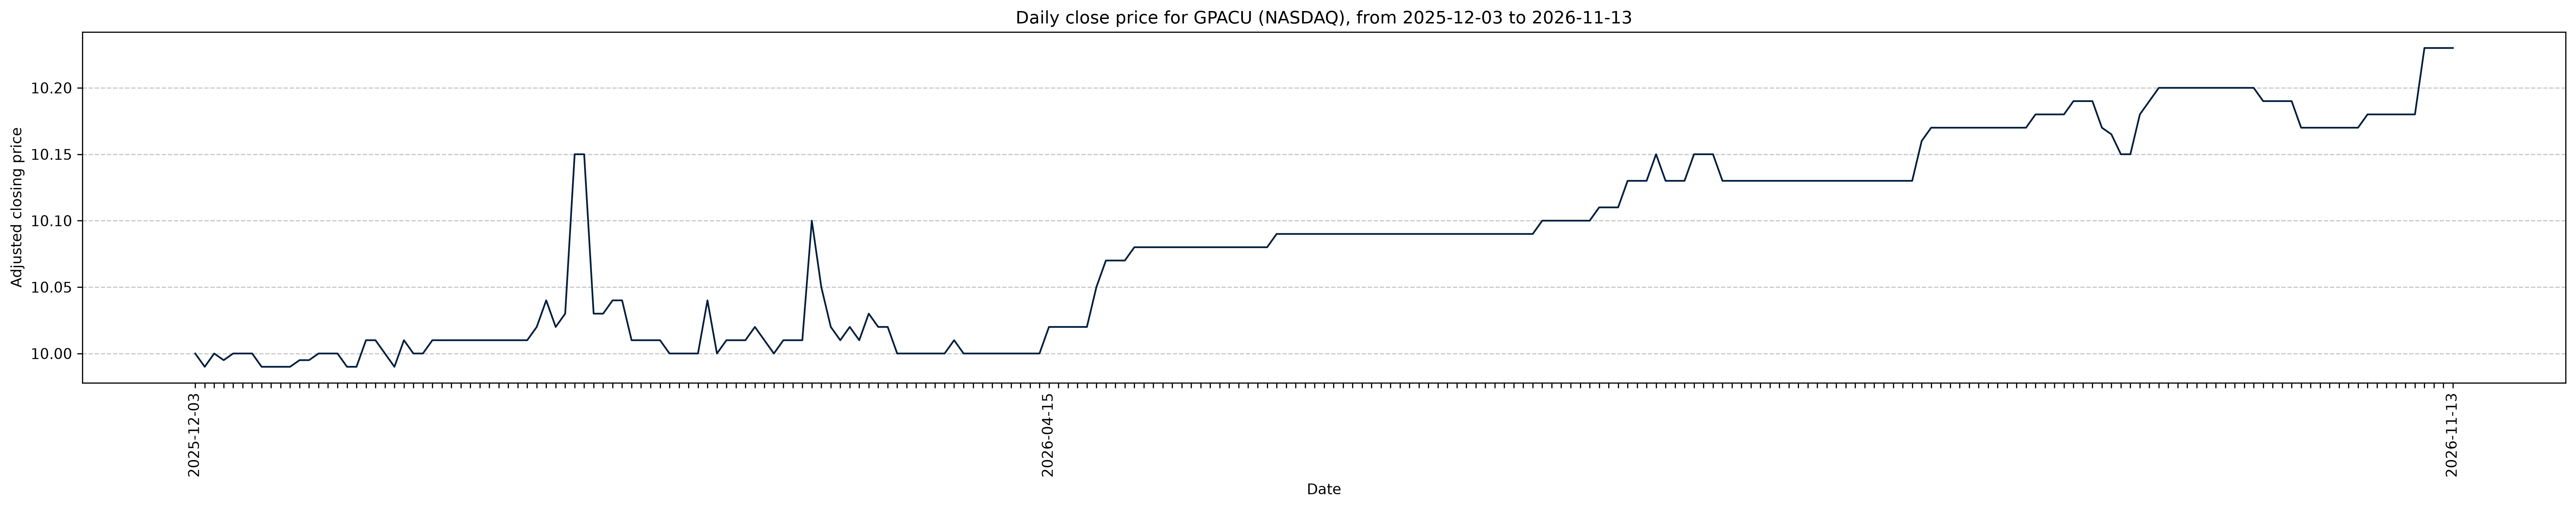 Daily close price for GPACU (NASDAQ), from 2025-12-03 to 2026-11-13
Adjusted closing price
10.20
10.15
10.10
10.05
10.00
2025-12-03
2026-04-15
2026-11-13
Date